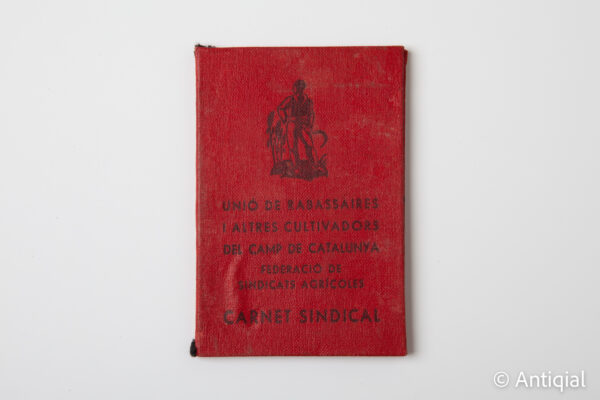 UNIÓ DE RABASSAIRES
I ALTRES CULTIVADORS
DEL CAMP DE CATALUNYA
FEDERACIÓ DE
SINDICATS AGRÍCOLES
CARNET SINDICAL
© Antiqial